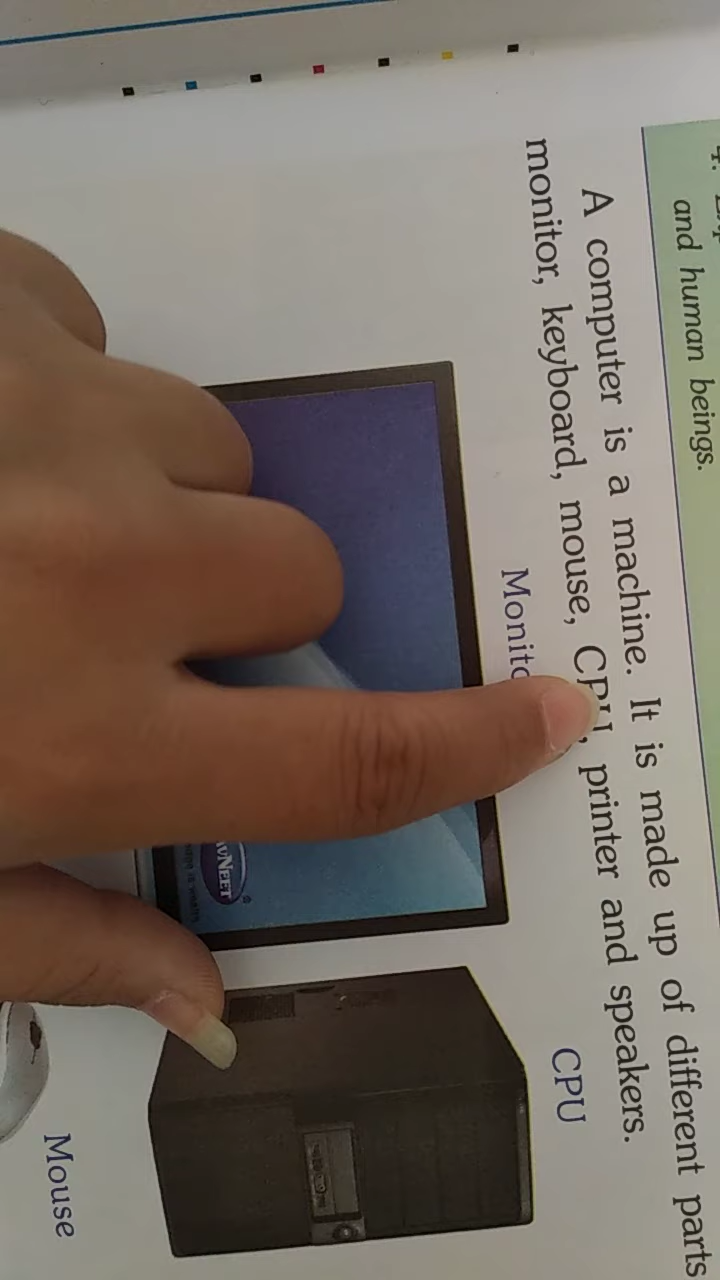 and human beings.
A computer is a machine. It is made up of different parts
monitor, keyboard, mouse, CPU, printer and speakers.
CPU
Mouse